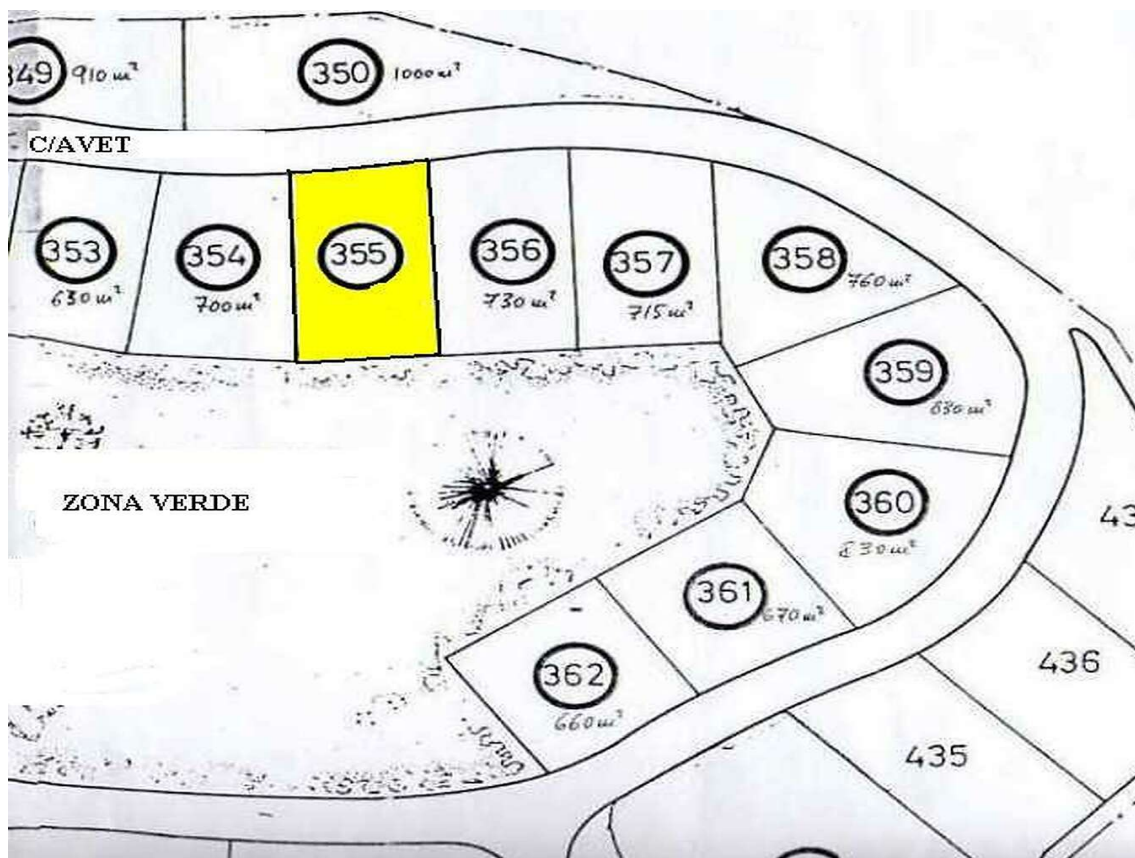 349 910 m²
350 1000 m²
C/AVET
353
630 m²
354
700 m²
355
356
730 m²
357
715 m²
358
760 m²
359
630 m²
ZONA VERDE
360
630 m²
361
670 m²
362
660 m²
43
436
435